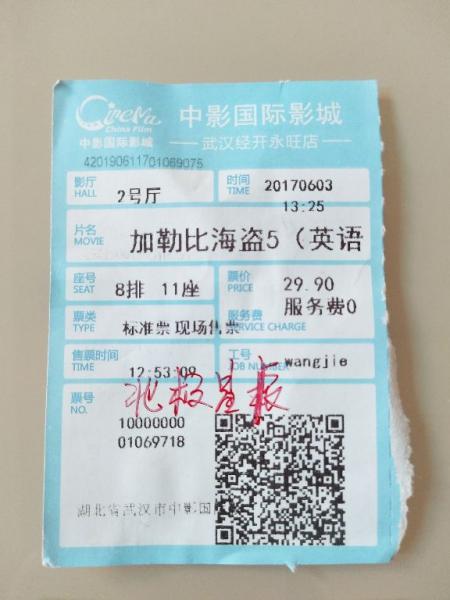 CineMa
China Film
中影国际影城
中影国际影城
武汉经开永旺店
420190611701069075
影厅
HALL
2号厅
时间
TIME
20170603
13:25
片名
MOVIE
加勒比海盗5（英语
座号
SEAT
8排 11座
票价
PRICE
29.90
服务费0
票类
TYPE
标准票 现场售票
服务费
SERVICE CHARGE
售票时间
TIME
12:53:09
工号
JOB NUMBER
wangjie
北极星报
票号
NO.
10000000
01069718
湖北省武汉市中影国